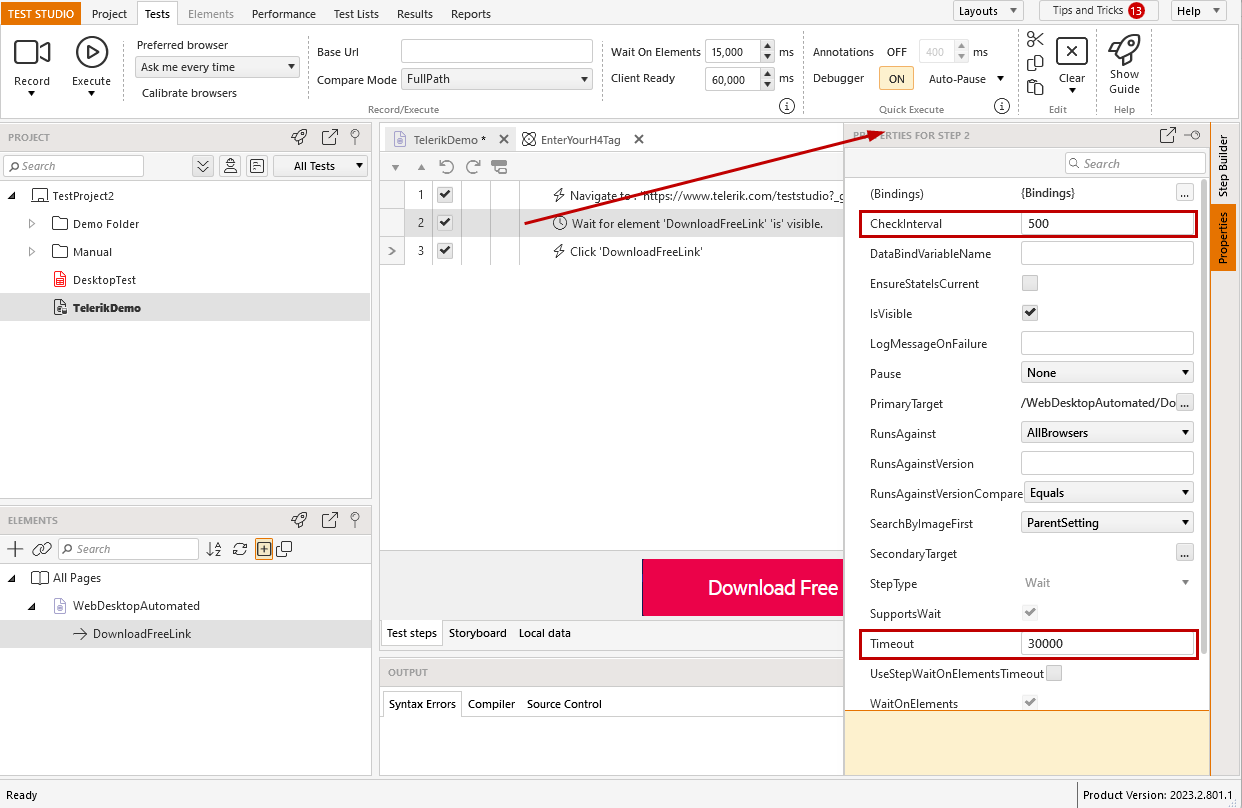 TEST STUDIO Project Tests Elements Performance Test Lists Results Reports Layouts Tips and Tricks 13 Help
Record
Execute
Preferred browser
Ask me every time
Calibrate browsers
Base Url
Compare Mode FullPath
Record/Execute
Wait On Elements 15,000 ms
Client Ready 60,000 ms
Annotations OFF 400 ms
Debugger ON Auto-Pause
Quick Execute
Clear
Edit
Show
Guide
Help
PROJECT
Search All Tests
TestProject2
Demo Folder
Manual
DesktopTest
TelerikDemo
ELEMENTS
Search
All Pages
WebDesktopAutomated
DownloadFreeLink
TelerikDemo * EnterYourH4Tag
1 Navigate to : 'https://www.telerik.com/teststudio?_g
2 Wait for element 'DownloadFreeLink' 'is' visible.
3 Click 'DownloadFreeLink'
Download Free
Test steps Storyboard Local data
OUTPUT
Syntax Errors Compiler Source Control
PROPERTIES FOR STEP 2
Search
(Bindings) {Bindings} ...
CheckInterval 500
DataBindVariableName
EnsureStateIsCurrent
IsVisible
LogMessageOnFailure
Pause None
PrimaryTarget /WebDesktopAutomated/Do ...
RunsAgainst AllBrowsers
RunsAgainstVersion
RunsAgainstVersionCompare Equals
SearchByImageFirst ParentSetting
SecondaryTarget ...
StepType Wait
SupportsWait
Timeout 30000
UseStepWaitOnElementsTimeout
WaitOnElements
Step Builder
Properties
Ready
Product Version: 2023.2.801.1